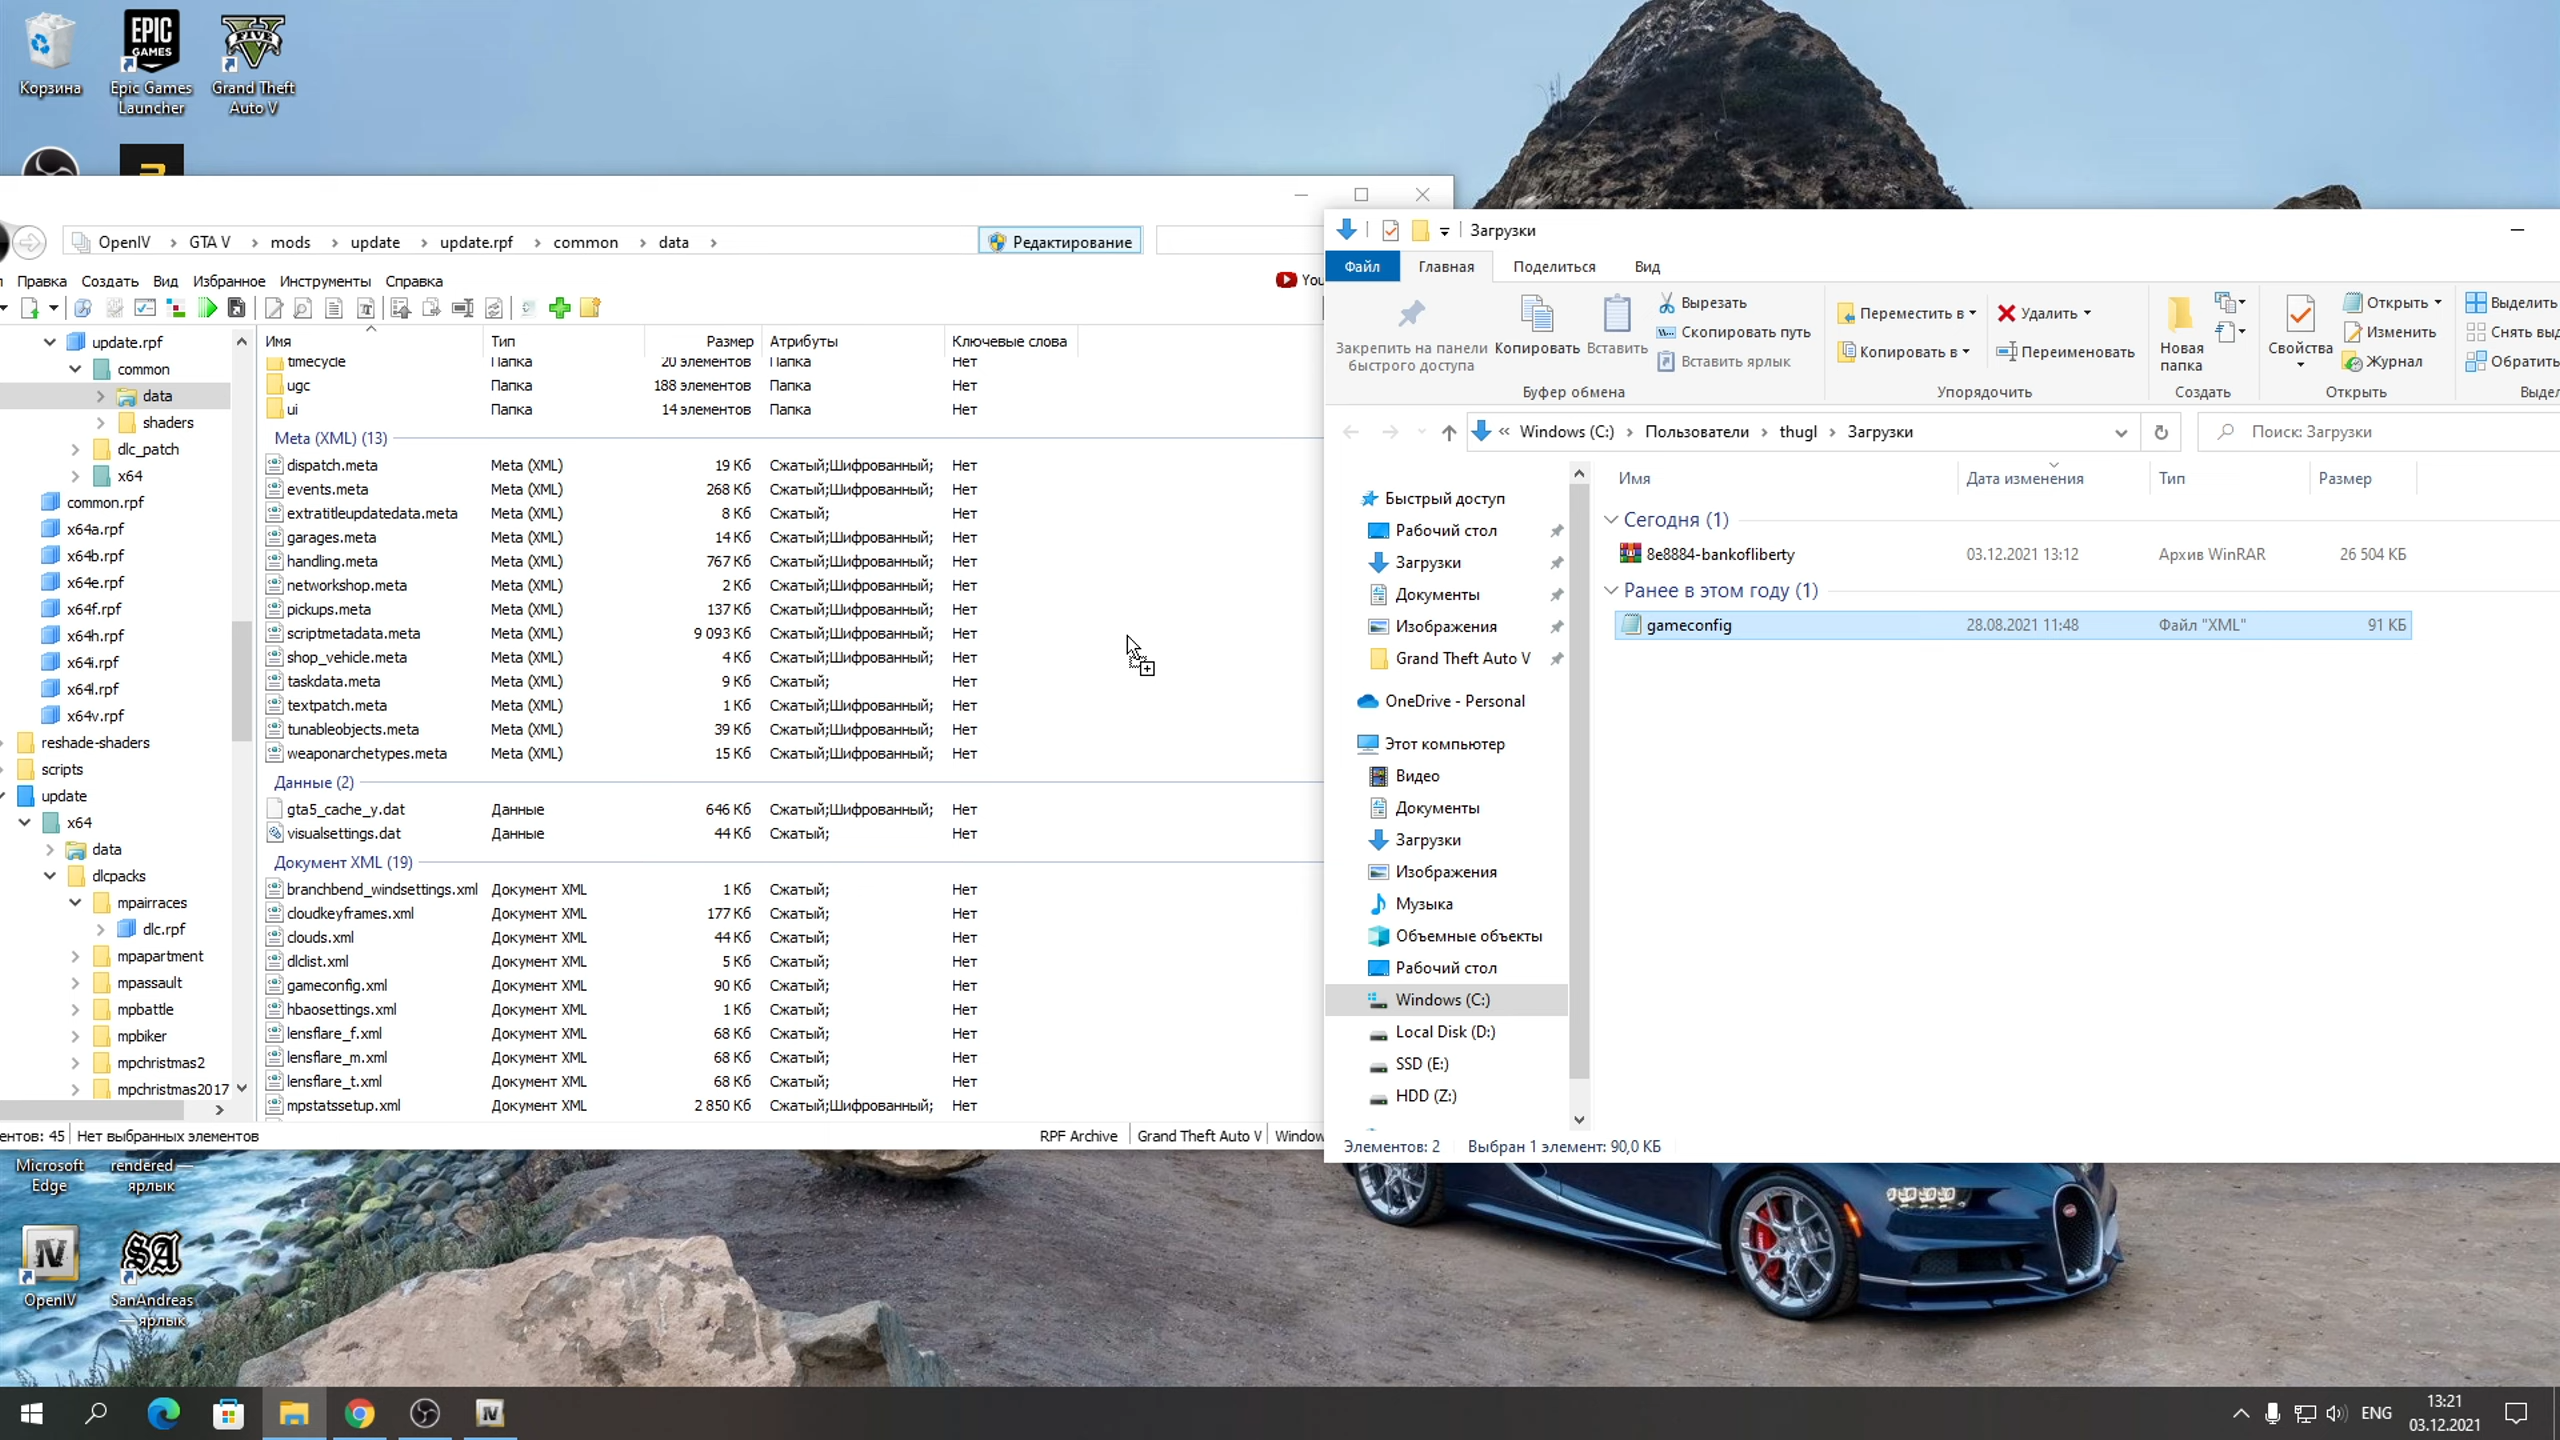 Корзина
Epic Games Launcher
Grand Theft Auto V
OpenIV › GTA V › mods › update › update.rpf › common › data ›
Редактирование
Правка Создать Вид Избранное Инструменты Справка
You
update.rpf
common
data
shaders
dlc_patch
x64
common.rpf
x64a.rpf
x64b.rpf
x64e.rpf
x64f.rpf
x64h.rpf
x64i.rpf
x64l.rpf
x64v.rpf
reshade-shaders
scripts
update
x64
data
dlcpacks
mpairraces
dlc.rpf
mpapartment
mpassault
mpbattle
mpbiker
mpchristmas2
mpchristmas2017
Имя Тип Размер Атрибуты Ключевые слова
timecycle Папка 20 элементов Папка Нет
ugc Папка 188 элементов Папка Нет
ui Папка 14 элементов Папка Нет
Meta (XML) (13)
dispatch.meta Meta (XML) 19 Кб Сжатый;Шифрованный; Нет
events.meta Meta (XML) 268 Кб Сжатый;Шифрованный; Нет
extratitleupdatedata.meta Meta (XML) 8 Кб Сжатый; Нет
garages.meta Meta (XML) 14 Кб Сжатый;Шифрованный; Нет
handling.meta Meta (XML) 767 Кб Сжатый;Шифрованный; Нет
networkshop.meta Meta (XML) 2 Кб Сжатый;Шифрованный; Нет
pickups.meta Meta (XML) 137 Кб Сжатый;Шифрованный; Нет
scriptmetadata.meta Meta (XML) 9 093 Кб Сжатый;Шифрованный; Нет
shop_vehicle.meta Meta (XML) 4 Кб Сжатый;Шифрованный; Нет
taskdata.meta Meta (XML) 9 Кб Сжатый; Нет
textpatch.meta Meta (XML) 1 Кб Сжатый;Шифрованный; Нет
tunableobjects.meta Meta (XML) 39 Кб Сжатый;Шифрованный; Нет
weaponarchetypes.meta Meta (XML) 15 Кб Сжатый;Шифрованный; Нет
Данные (2)
gta5_cache_y.dat Данные 646 Кб Сжатый;Шифрованный; Нет
visualsettings.dat Данные 44 Кб Сжатый; Нет
Документ XML (19)
branchbend_windsettings.xml Документ XML 1 Кб Сжатый; Нет
cloudkeyframes.xml Документ XML 177 Кб Сжатый; Нет
clouds.xml Документ XML 44 Кб Сжатый; Нет
dlclist.xml Документ XML 5 Кб Сжатый; Нет
gameconfig.xml Документ XML 90 Кб Сжатый; Нет
hbaosettings.xml Документ XML 1 Кб Сжатый; Нет
lensflare_f.xml Документ XML 68 Кб Сжатый; Нет
lensflare_m.xml Документ XML 68 Кб Сжатый; Нет
lensflare_t.xml Документ XML 68 Кб Сжатый; Нет
mpstatssetup.xml Документ XML 2 850 Кб Сжатый;Шифрованный; Нет
ентов: 45 Нет выбранных элементов RPF Archive Grand Theft Auto V Window
Загрузки
Файл Главная Поделиться Вид
Закрепить на панели быстрого доступа
Копировать
Вставить
Вырезать
Скопировать путь
Вставить ярлык
Переместить в
Копировать в
Удалить
Переименовать
Новая папка
Свойства
Открыть
Изменить
Журнал
Выделить
Снять выд
Обратить
Буфер обмена Упорядочить Создать Открыть Выдел
« Windows (C:) › Пользователи › thugl › Загрузки
Поиск: Загрузки
Быстрый доступ
Рабочий стол
Загрузки
Документы
Изображения
Grand Theft Auto V
OneDrive - Personal
Этот компьютер
Видео
Документы
Загрузки
Изображения
Музыка
Объемные объекты
Рабочий стол
Windows (C:)
Local Disk (D:)
SSD (E:)
HDD (Z:)
Имя Дата изменения Тип Размер
Сегодня (1)
8e8884-bankofliberty 03.12.2021 13:12 Архив WinRAR 26 504 КБ
Ранее в этом году (1)
gameconfig 28.08.2021 11:48 Файл "XML" 91 КБ
Элементов: 2 Выбран 1 элемент: 90,0 КБ
Microsoft Edge
rendered — ярлык
OpenIV
SanAndreas — ярлык
ENG
13:21
03.12.2021